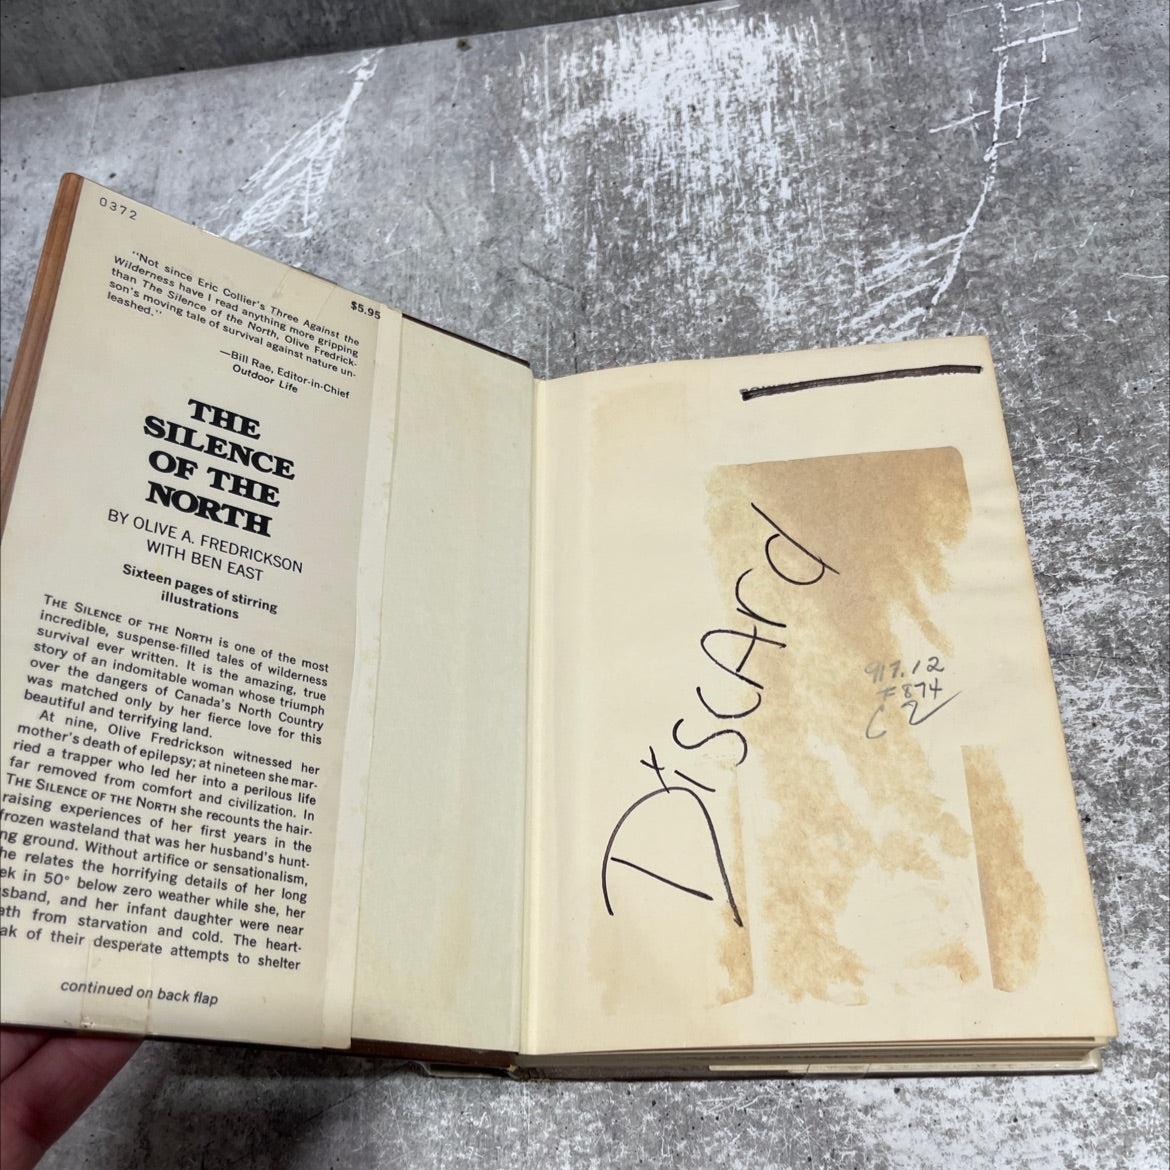 0372
$5.95
"Not since Eric Collier's Three Against the
Wilderness have I read anything more gripping
than The Silence of the North, Olive Fredrick-
son's moving tale of survival against nature un-
leashed."
—Bill Rae, Editor-in-Chief
Outdoor Life
THE
SILENCE
OF THE
NORTH
BY OLIVE A. FREDRICKSON
WITH BEN EAST
Sixteen pages of stirring
illustrations
THE SILENCE OF THE NORTH is one of the most
incredible, suspense-filled tales of wilderness
survival ever written. It is the amazing, true
story of an indomitable woman whose triumph
over the dangers of Canada's North Country
was matched only by her fierce love for this
beautiful and terrifying land.
At nine, Olive Fredrickson witnessed her
mother's death of epilepsy; at nineteen she mar-
ried a trapper who led her into a perilous life
far removed from comfort and civilization. In
THE SILENCE OF THE NORTH she recounts the hair-
raising experiences of her first years in the
frozen wasteland that was her husband's hunt-
ng ground. Without artifice or sensationalism,
he relates the horrifying details of her long
ek in 50° below zero weather while she, her
sband, and her infant daughter were near
ath from starvation and cold. The heart-
ak of their desperate attempts to shelter
continued on back flap
DiscArd
917.12
F874
C2